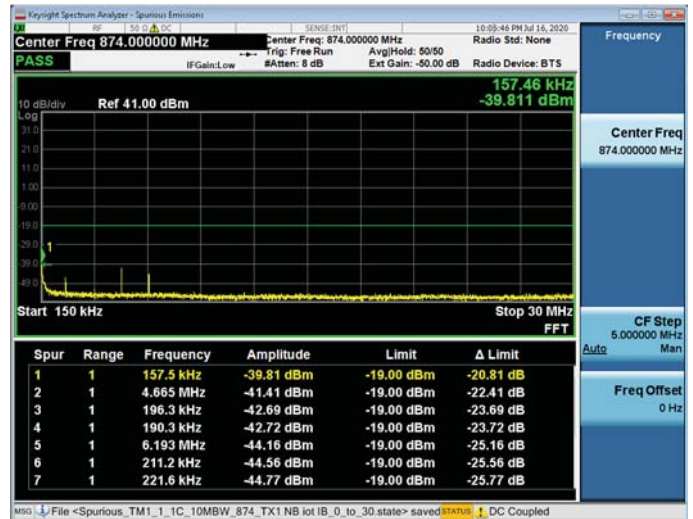 Keysight Spectrum Analyzer - Spurious Emissions
RF 50 Ω DC SENSE:INT 10:05:46 PM Jul 16, 2020
Center Freq 874.000000 MHz
Center Freq: 874.000000 MHz Radio Std: None
Trig: Free Run Avg|Hold: 50/50
PASS IFGain:Low #Atten: 8 dB Ext Gain: -50.00 dB Radio Device: BTS
157.46 kHz
10 dB/div Ref 41.00 dBm -39.811 dBm
Log
31.0
21.0
11.0
1.00
-9.00
-19.0
-29.0
1
-39.0
-49.0
Start 150 kHz Stop 30 MHz
FFT
Spur Range Frequency Amplitude Limit Δ Limit
1 1 157.5 kHz -39.81 dBm -19.00 dBm -20.81 dB
2 1 4.665 MHz -41.41 dBm -19.00 dBm -22.41 dB
3 1 196.3 kHz -42.69 dBm -19.00 dBm -23.69 dB
4 1 190.3 kHz -42.72 dBm -19.00 dBm -23.72 dB
5 1 6.193 MHz -44.16 dBm -19.00 dBm -25.16 dB
6 1 211.2 kHz -44.56 dBm -19.00 dBm -25.56 dB
7 1 221.6 kHz -44.77 dBm -19.00 dBm -25.77 dB
Frequency
Center Freq
874.000000 MHz
CF Step
5.000000 MHz
Auto Man
Freq Offset
0 Hz
MSG File <Spurious_TM1_1_1C_10MBW_874_TX1 NB iot IB_0_to_30.state> saved STATUS DC Coupled